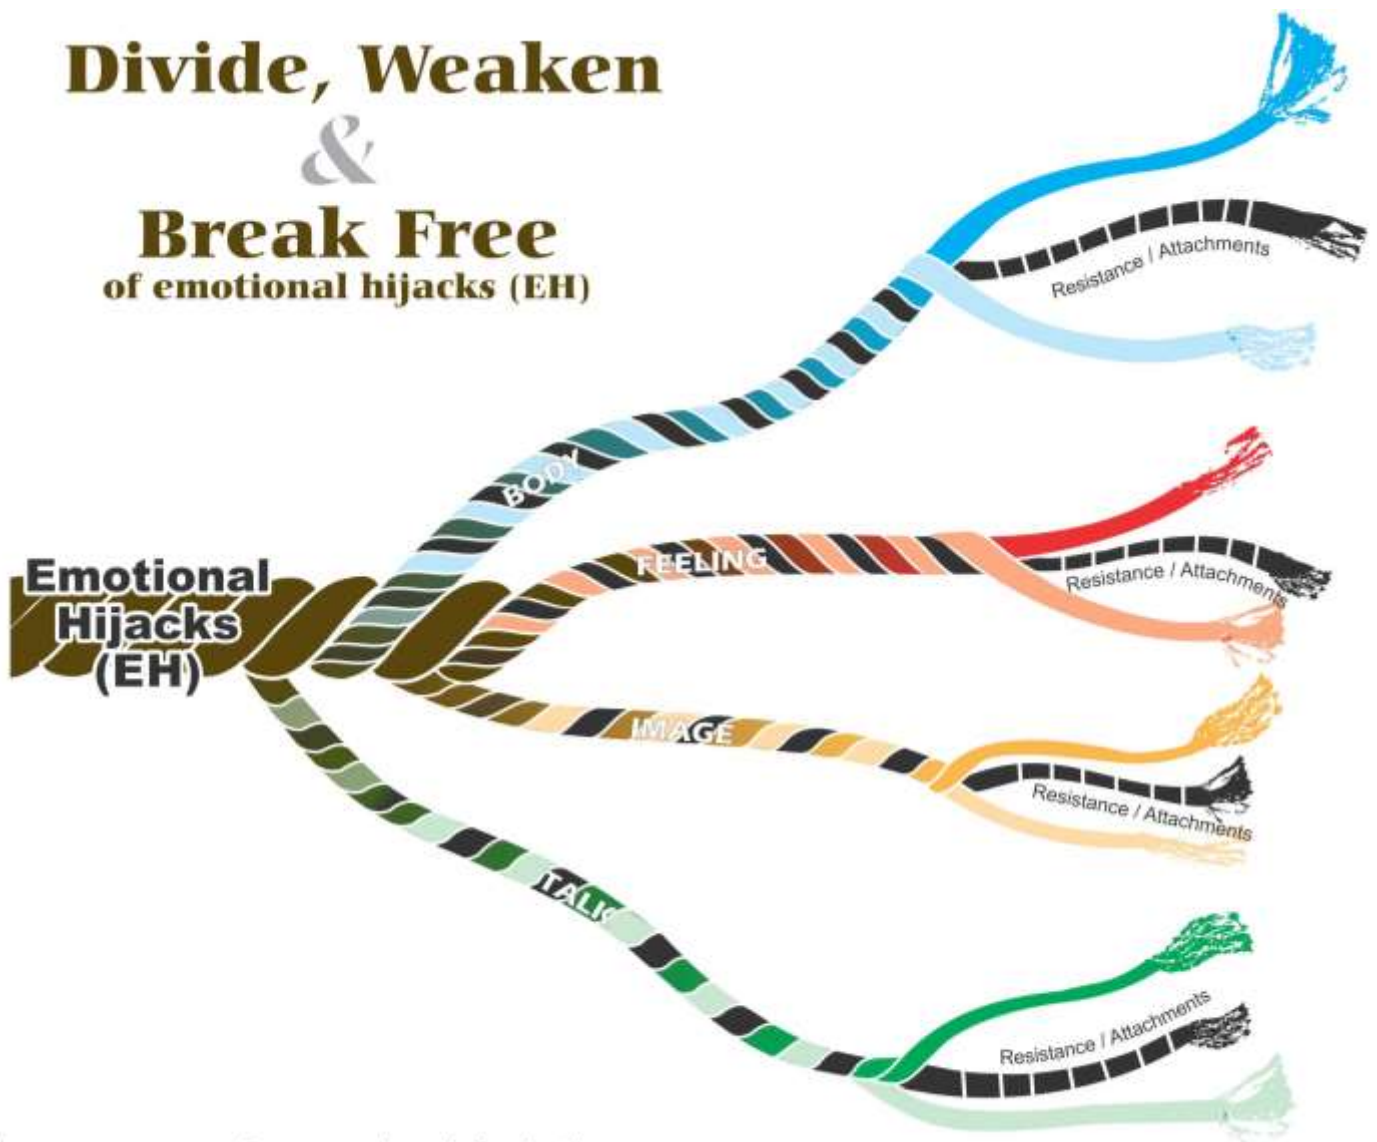 Divide, Weaken
&
Break Free
of emotional hijacks (EH)
Resistance / Attachments
BODY
FEELING
Resistance / Attachments
Emotional
Hijacks
(EH)
IMAGE
Resistance / Attachments
TALK
Resistance / Attachments